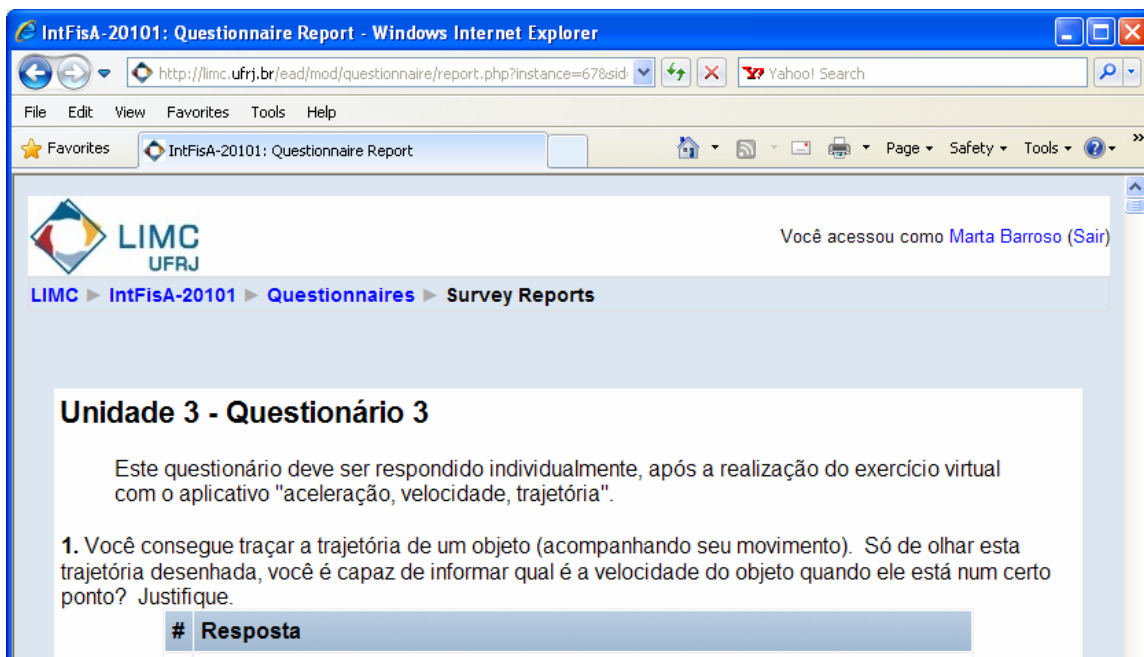 IntFisA-20101: Questionnaire Report - Windows Internet Explorer
http://limc.ufrj.br/ead/mod/questionnaire/report.php?instance=67&sid
Yahoo! Search
File Edit View Favorites Tools Help
Favorites IntFisA-20101: Questionnaire Report Page Safety Tools
LIMC
UFRJ
Você acessou como Marta Barroso (Sair)
LIMC ► IntFisA-20101 ► Questionnaires ► Survey Reports
Unidade 3 - Questionário 3
Este questionário deve ser respondido individualmente, após a realização do exercício virtual
com o aplicativo "aceleração, velocidade, trajetória".
1. Você consegue traçar a trajetória de um objeto (acompanhando seu movimento). Só de olhar esta
trajetória desenhada, você é capaz de informar qual é a velocidade do objeto quando ele está num certo
ponto? Justifique.
# Resposta